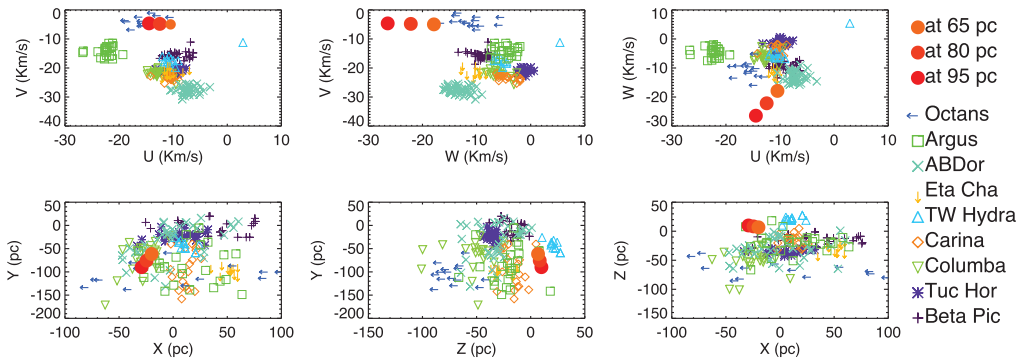 10
0
-10
-20
-30
-40
V (Km/s)
-30 -20 -10 0 10
U (Km/s)
10
0
-10
-20
-30
-40
V (Km/s)
-30 -20 -10 0 10
W (Km/s)
10
0
-10
-20
-30
-40
W (Km/s)
-30 -20 -10 0 10
U (Km/s)
at 65 pc
at 80 pc
at 95 pc
Octans
Argus
ABDor
Eta Cha
TW Hydra
Carina
Columba
Tuc Hor
Beta Pic
50
0
-50
-100
-150
-200
Y (pc)
-100 -50 0 50 100
X (pc)
50
0
-50
-100
-150
-200
Y (pc)
-150 -100 -50 0 50
Z (pc)
50
0
-50
-100
-150
Z (pc)
-100 -50 0 50 100
X (pc)